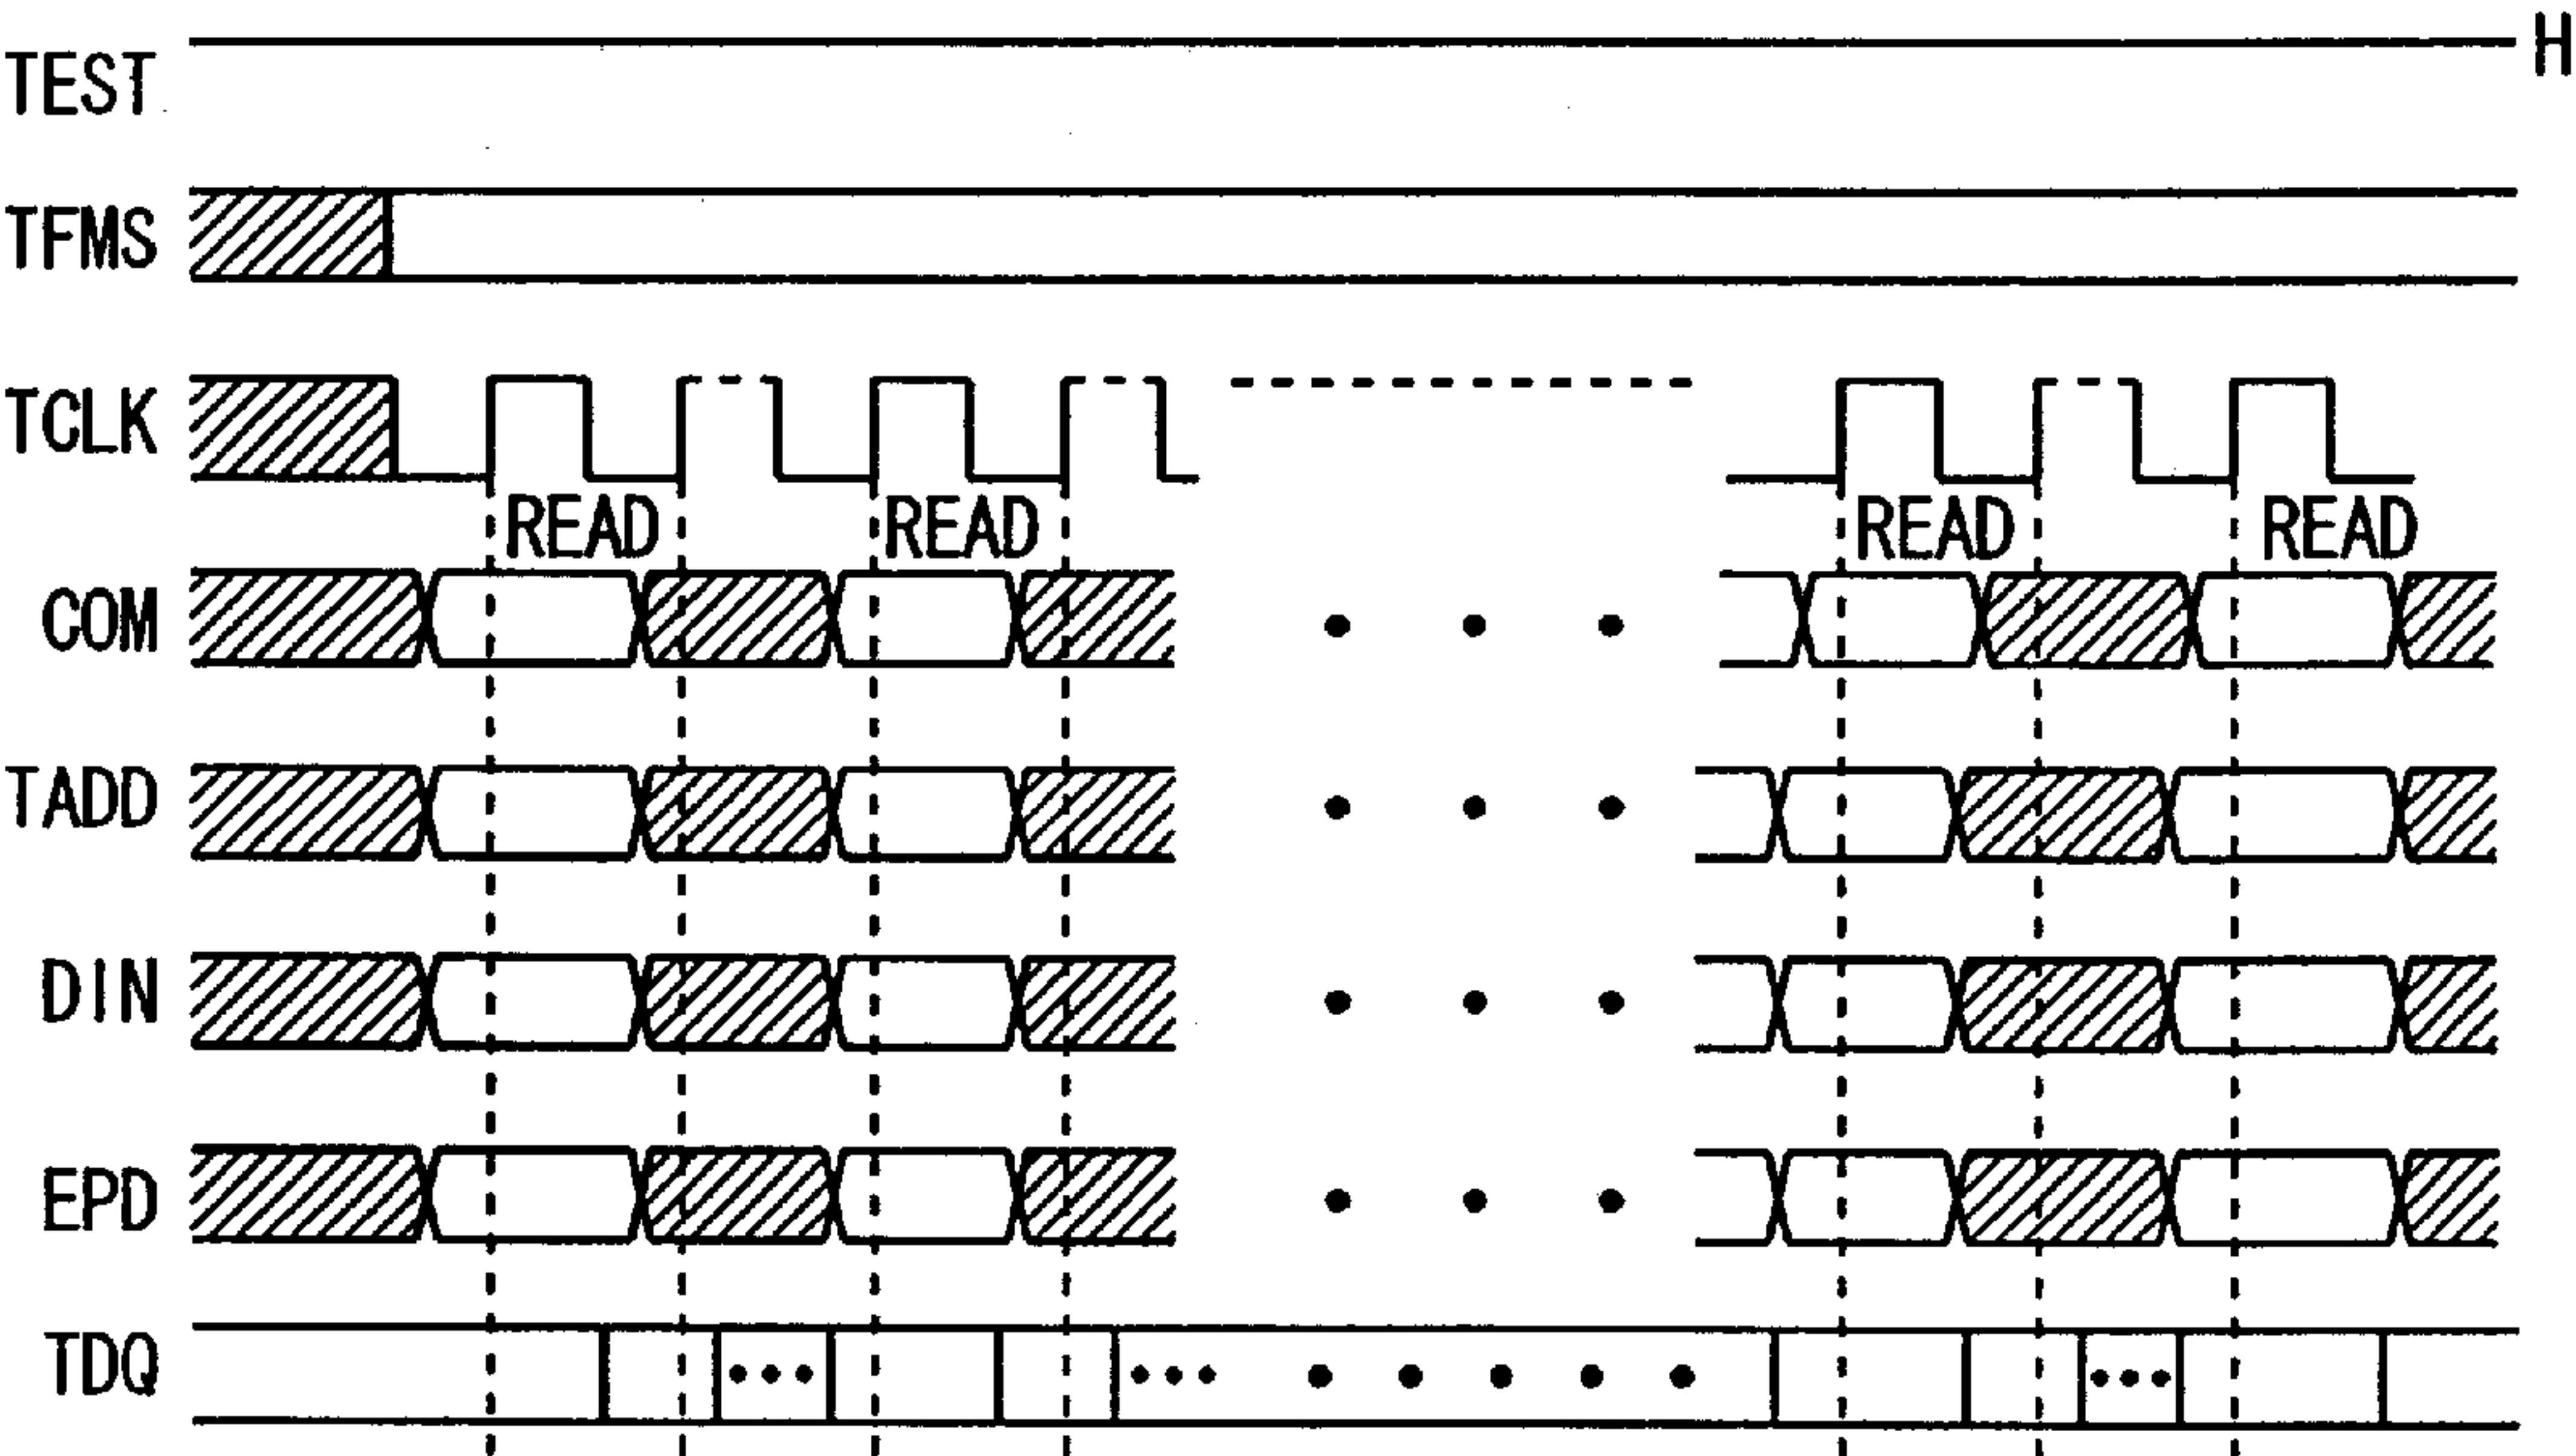 H
TEST
TFMS
TCLK
READ READ READ READ
COM
TADD
DIN
EPD
TDQ